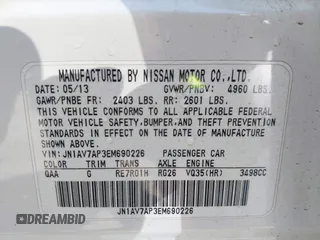 MANUFACTURED BY NISSAN MOTOR CO.,LTD.
DATE: 05/13 GVWR/PNBV: 4960 LBS.
GAWR/PNBE FR: 2403 LBS. RR: 2601 LBS.
THIS VEHICLE CONFORMS TO ALL APPLICABLE FEDERAL
MOTOR VEHICLE SAFETY, BUMPER, AND THEFT PREVENTION
STANDARDS IN EFFECT ON THE DATE OF MANUFACTURE
SHOWN ABOVE.
VIN: JN1AV7AP3EM690226 PASSENGER CAR
COLOR TRIM TRANS AXLE ENGINE
QAA G RE7R01H RG26 VQ35(HR) 3498CC
JN1AV7AP3EM690226